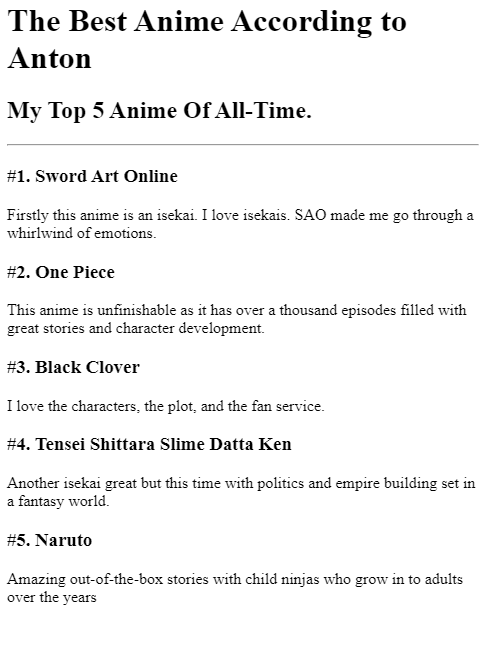 The Best Anime According to
Anton
My Top 5 Anime Of All-Time.
#1. Sword Art Online
Firstly this anime is an isekai. I love isekais. SAO made me go through a
whirlwind of emotions.
#2. One Piece
This anime is unfinishable as it has over a thousand episodes filled with
great stories and character development.
#3. Black Clover
I love the characters, the plot, and the fan service.
#4. Tensei Shittara Slime Datta Ken
Another isekai great but this time with politics and empire building set in
a fantasy world.
#5. Naruto
Amazing out-of-the-box stories with child ninjas who grow in to adults
over the years